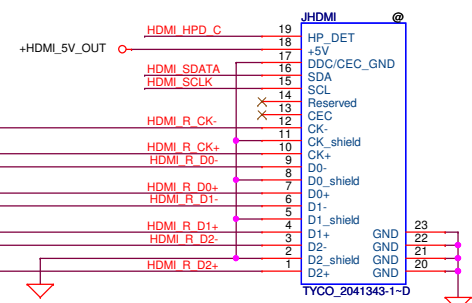 JHDMI @
HDMI_HPD_C 19 HP_DET
+HDMI_5V_OUT 18 +5V
17 DDC/CEC_GND
HDMI_SDATA 16 SDA
HDMI_SCLK 15 SCL
14 Reserved
13 CEC
HDMI_R_CK- 12 CK-
11 CK_shield
HDMI_R_CK+ 10 CK+
HDMI_R_D0- 9 D0-
8 D0_shield
HDMI_R_D0+ 7 D0+
HDMI_R_D1- 6 D1-
5 D1_shield
HDMI_R_D1+ 4 D1+ GND 23
HDMI_R_D2- 3 D2- GND 22
2 D2_shield GND 21
HDMI_R_D2+ 1 D2+ GND 20
TYCO_2041343-1~D